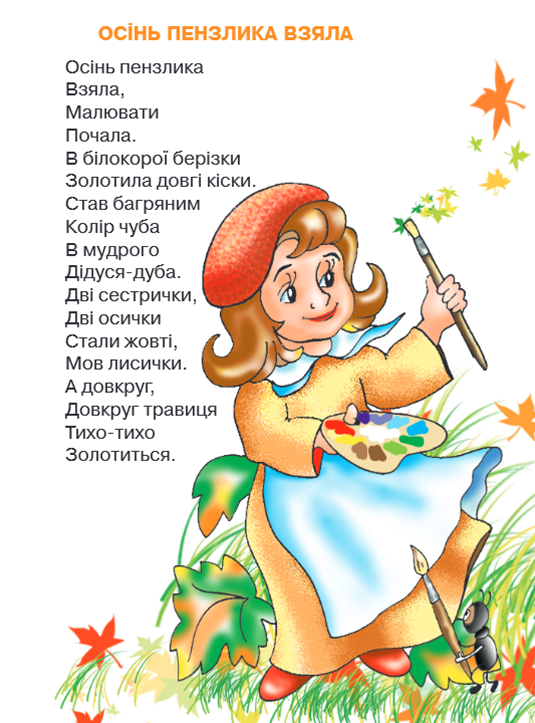 ОСІНЬ ПЕНЗЛИКА ВЗЯЛА
Осінь пензлика
Взяла,
Малювати
Почала.
В білокорої берізки
Золотила довгі кіски.
Став багряним
Колір чуба
В мудрого
Дідуся-дуба.
Дві сестрички,
Дві осички
Стали жовті,
Мов лисички.
А довкруг,
Довкруг травиця
Тихо-тихо
Золотиться.